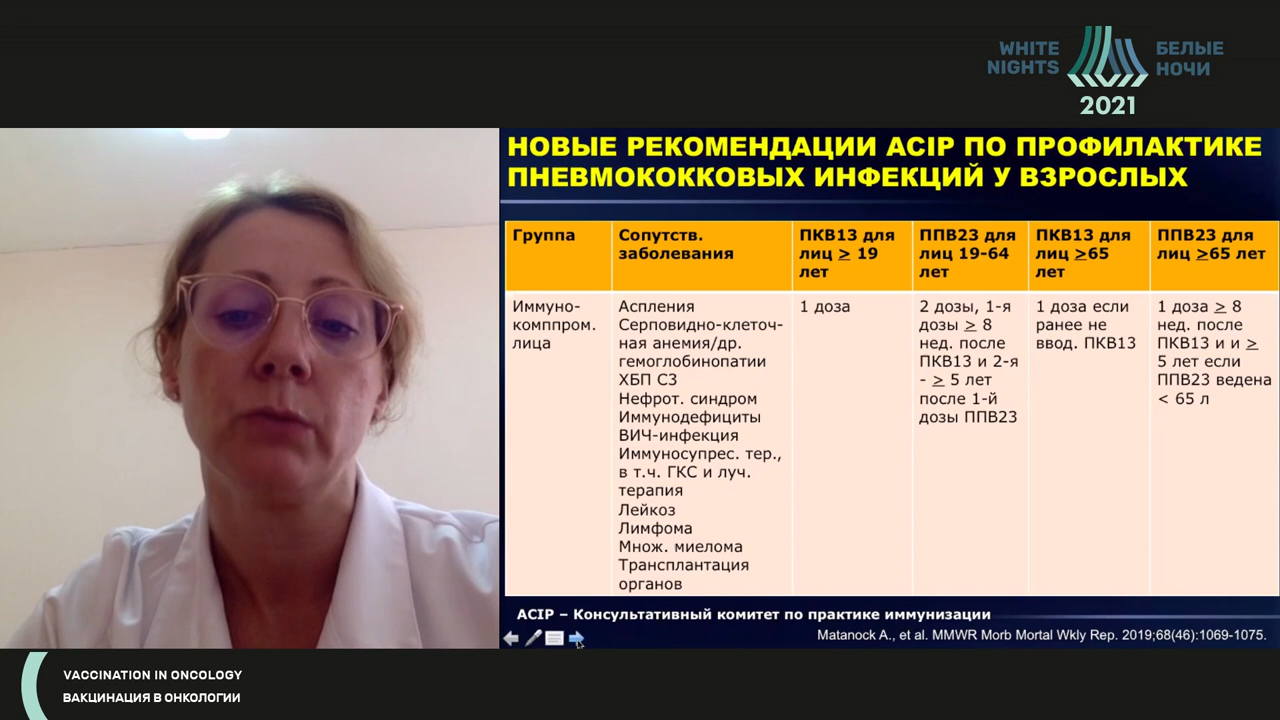 WHITE
NIGHTS
БЕЛЫЕ
НОЧИ
2021
НОВЫЕ РЕКОМЕНДАЦИИ ACIP ПО ПРОФИЛАКТИКЕ
ПНЕВМОКОККОВЫХ ИНФЕКЦИЙ У ВЗРОСЛЫХ
Группа
Сопутств.
заболевания
ПКВ13 для
лиц ≥ 19
лет
ППВ23 для
лиц 19-64
лет
ПКВ13 для
лиц ≥65
лет
ППВ23 для
лиц ≥65 лет
Иммуно-
комппром.
лица
Аспления
Серповидно-клеточ-
ная анемия/др.
гемоглобинопатии
ХБП С3
Нефрот. синдром
Иммунодефициты
ВИЧ-инфекция
Иммуносупрес. тер.,
в т.ч. ГКС и луч.
терапия
Лейкоз
Лимфома
Множ. миелома
Трансплантация
органов
1 доза
2 дозы, 1-я
дозы ≥ 8
нед. после
ПКВ13 и 2-я
- ≥ 5 лет
после 1-й
дозы ППВ23
1 доза если
ранее не
ввод. ПКВ13
1 доза ≥ 8
нед. после
ПКВ13 и и ≥
5 лет если
ППВ23 ведена
< 65 л
ACIP – Консультативный комитет по практике иммунизации
Matanock A., et al. MMWR Morb Mortal Wkly Rep. 2019;68(46):1069-1075.
VACCINATION IN ONCOLOGY
ВАКЦИНАЦИЯ В ОНКОЛОГИИ